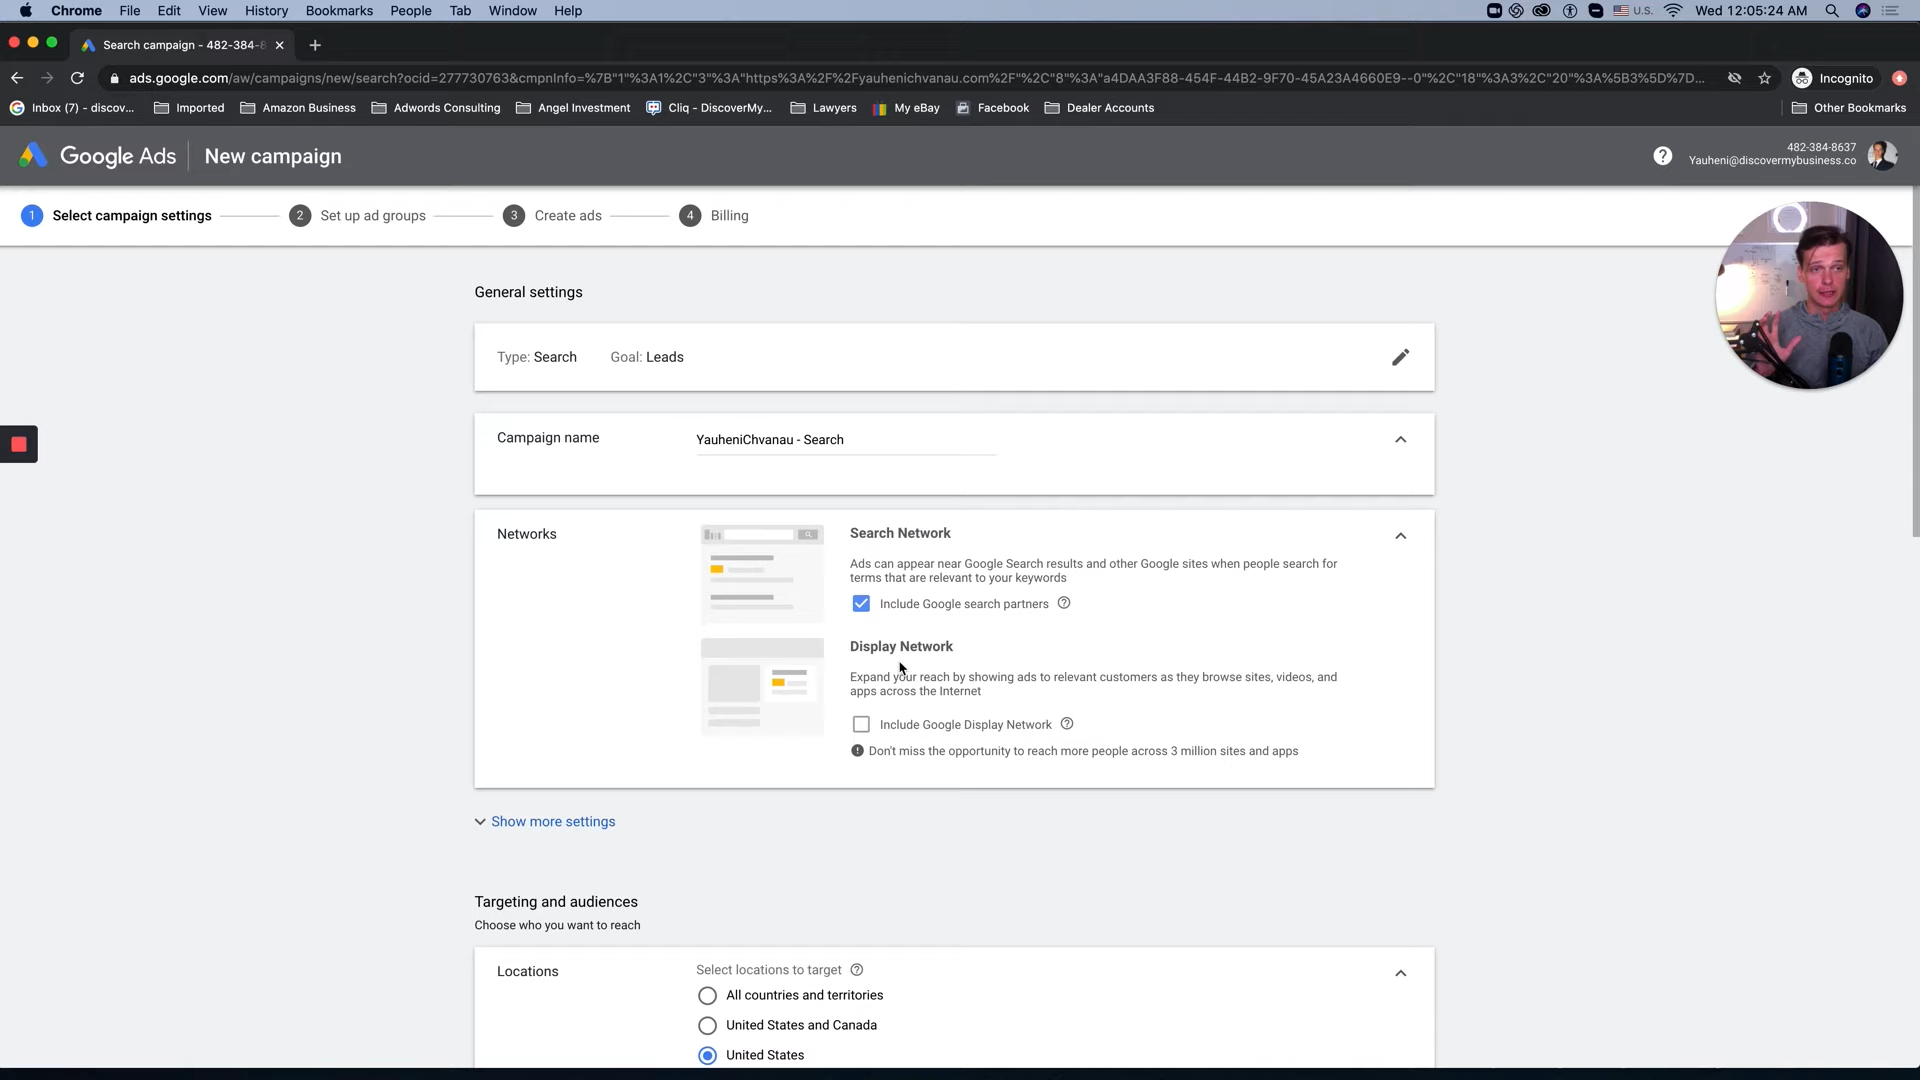 Chrome File Edit View History Bookmarks People Tab Window Help U.S. Wed 12:05:24 AM
Search campaign - 482-384-8
ads.google.com/aw/campaigns/new/search?ocid=277730763&cmpnInfo=%7B"1"%3A1%2C"3"%3A"https%3A%2F%2Fyauhenichvanau.com%2F"%2C"8"%3A"a4DAA3F88-454F-44B2-9F70-45A23A4660E9--0"%2C"18"%3A3%2C"20"%3A%5B3%5D%7D... Incognito
Inbox (7) - discov... Imported Amazon Business Adwords Consulting Angel Investment Cliq - DiscoverMy... Lawyers My eBay Facebook Dealer Accounts Other Bookmarks
Google Ads New campaign
482-384-8637
Yauheni@discovermybusiness.co
1 Select campaign settings 2 Set up ad groups 3 Create ads 4 Billing
General settings
Type: Search Goal: Leads
Campaign name YauheniChvanau - Search
Networks Search Network
Ads can appear near Google Search results and other Google sites when people search for
terms that are relevant to your keywords
Include Google search partners
Display Network
Expand your reach by showing ads to relevant customers as they browse sites, videos, and
apps across the Internet
Include Google Display Network
Don't miss the opportunity to reach more people across 3 million sites and apps
Show more settings
Targeting and audiences
Choose who you want to reach
Locations Select locations to target
All countries and territories
United States and Canada
United States